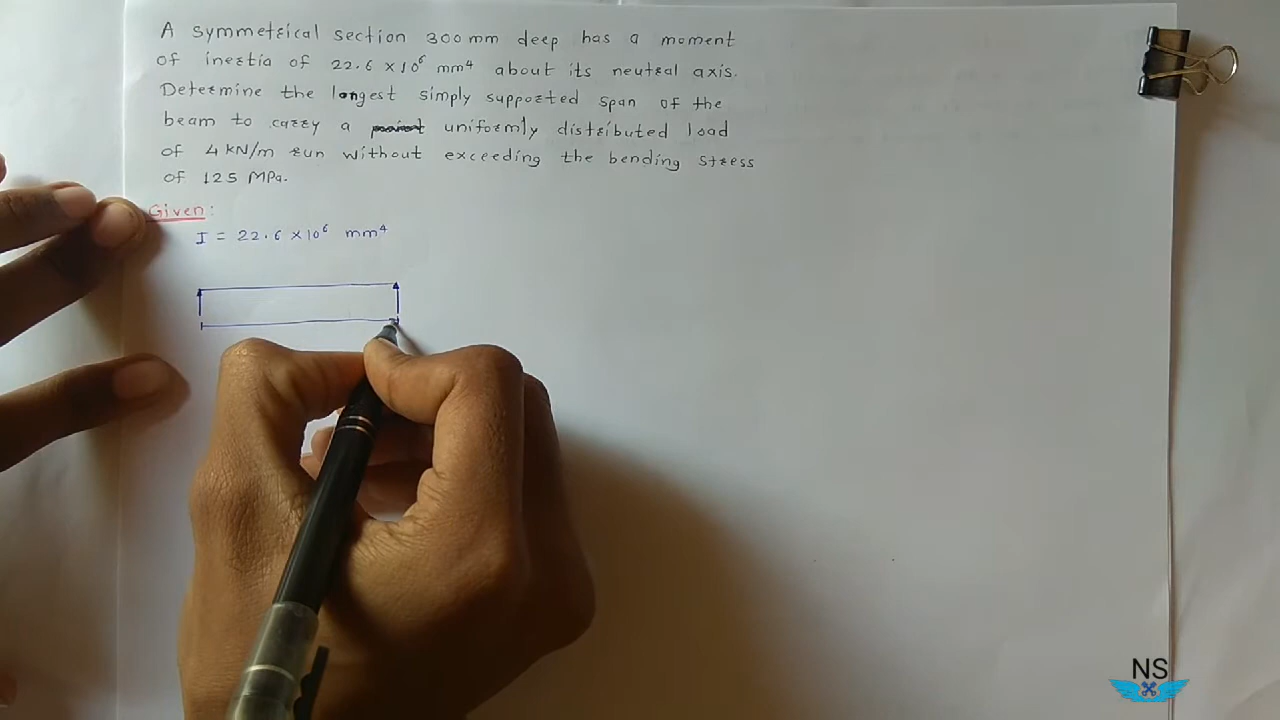 A symmetrical section 300 mm deep has a moment
of inertia of 22.6 × 10⁶ mm⁴ about its neutral axis.
Determine the longest simply supported span of the
beam to carry a uniformly distributed load
of 4 kN/m run without exceeding the bending stress
of 125 MPa.
Given:
I = 22.6 × 10⁶ mm⁴
NS